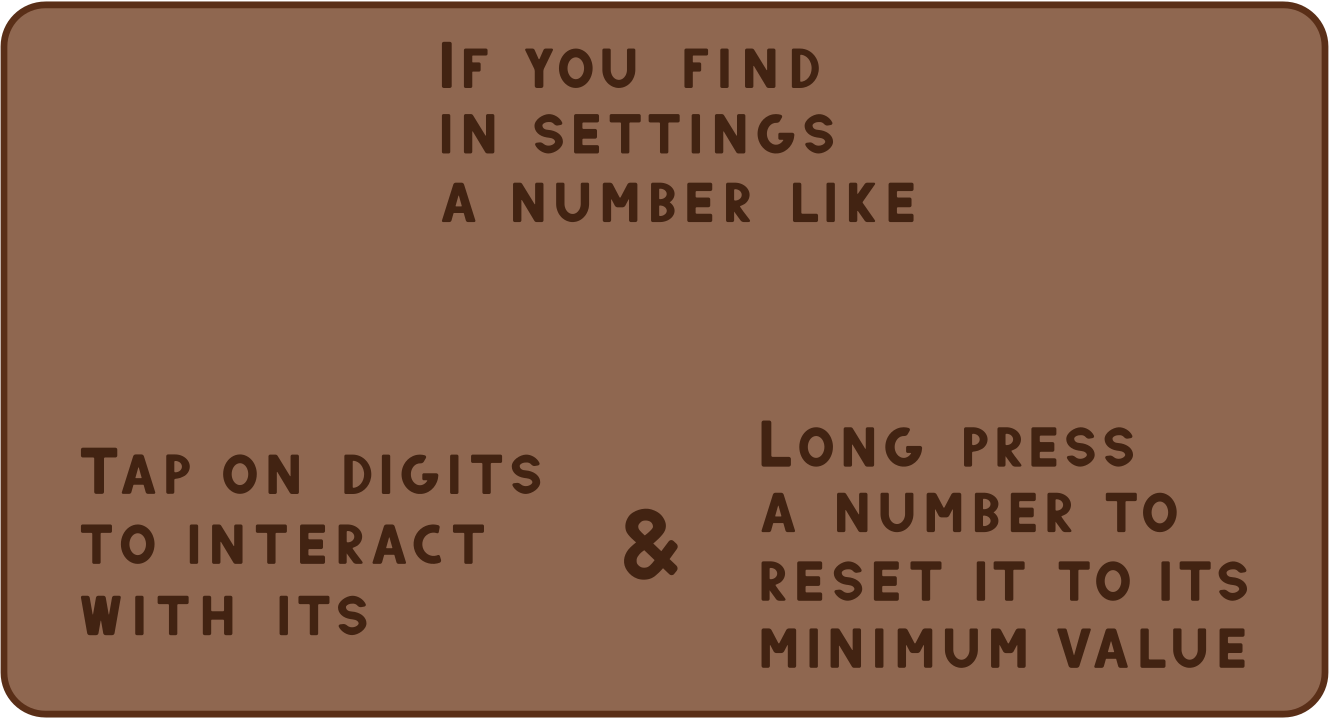 If you find
in settings
a number like
Tap on digits
to interact
with its
&
Long press
a number to
reset it to its
minimum value